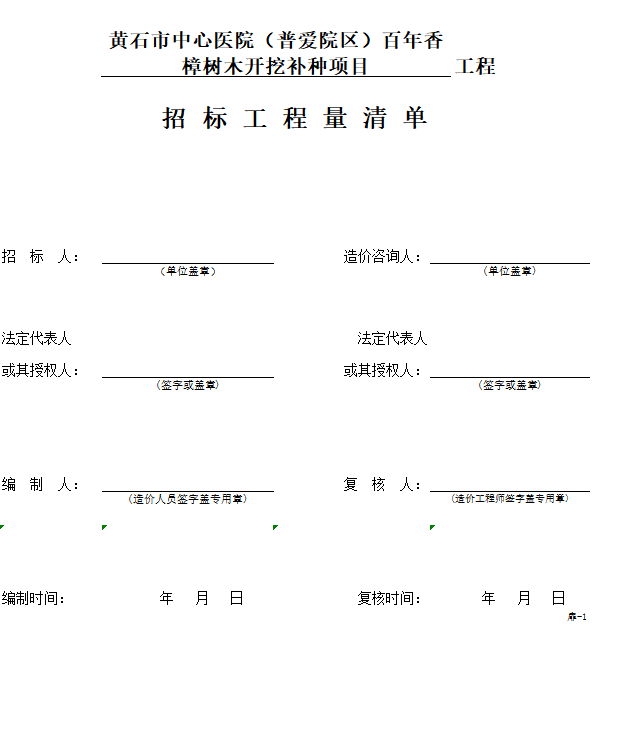 黄石市中心医院（普爱院区）百年香
樟树木开挖补种项目 工程
招 标 工 程 量 清 单
招 标 人： 造价咨询人：
（单位盖章） （单位盖章）
法定代表人 法定代表人
或其授权人： 或其授权人：
（签字或盖章） （签字或盖章）
编 制 人： 复 核 人：
（造价人员签字盖专用章） （造价工程师签字盖专用章）
编制时间： 年 月 日 复核时间： 年 月 日
扉-1